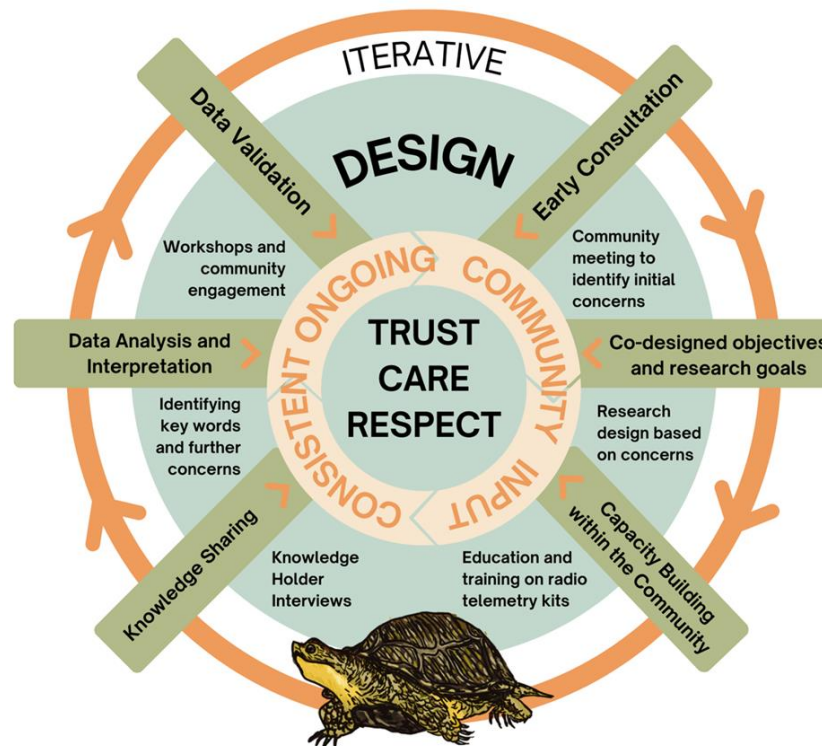 ITERATIVE
DESIGN
Early Consultation
Community
meeting to
identify initial
concerns
Co-designed objectives
and research goals
Research
design based
on concerns
Capacity Building
within the Community
Education and
training on radio
telemetry kits
Knowledge Sharing
Knowledge
Holder
Interviews
Data Analysis and
Interpretation
Identifying
key words
and further
concerns
Data Validation
Workshops and
community
engagement
CONSISTENT ONGOING COMMUNITY INPUT
TRUST
CARE
RESPECT